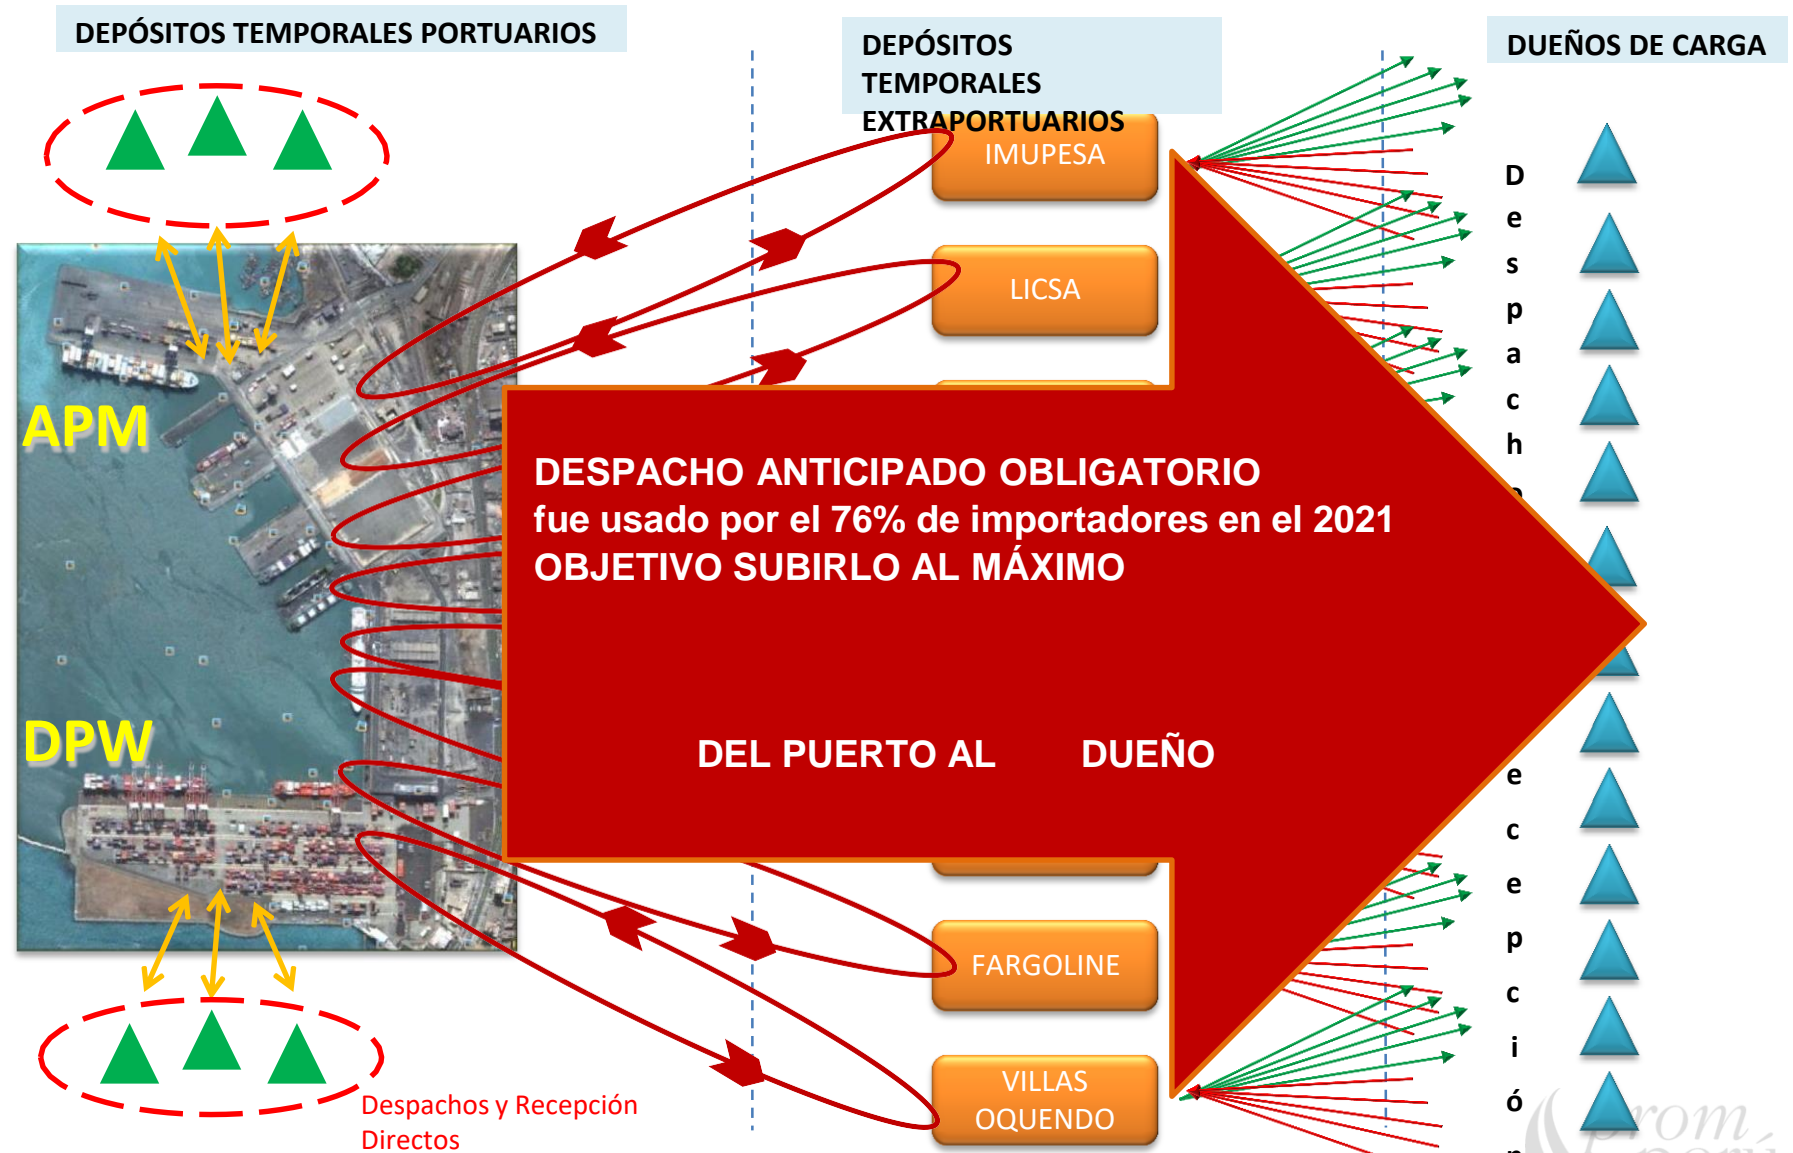 DEPÓSITOS TEMPORALES PORTUARIOS
DEPÓSITOS
TEMPORALES
EXTRAPORTUARIOS
DUEÑOS DE CARGA
IMUPESA
LICSA
APM
DPW
DESPACHO ANTICIPADO OBLIGATORIO
fue usado por el 76% de importadores en el 2021
OBJETIVO SUBIRLO AL MÁXIMO
DEL PUERTO AL DUEÑO
FARGOLINE
VILLAS
OQUENDO
Despachos y Recepción
Directos
D
e
s
p
a
c
h
e
c
e
p
c
i
ó
prom
perú